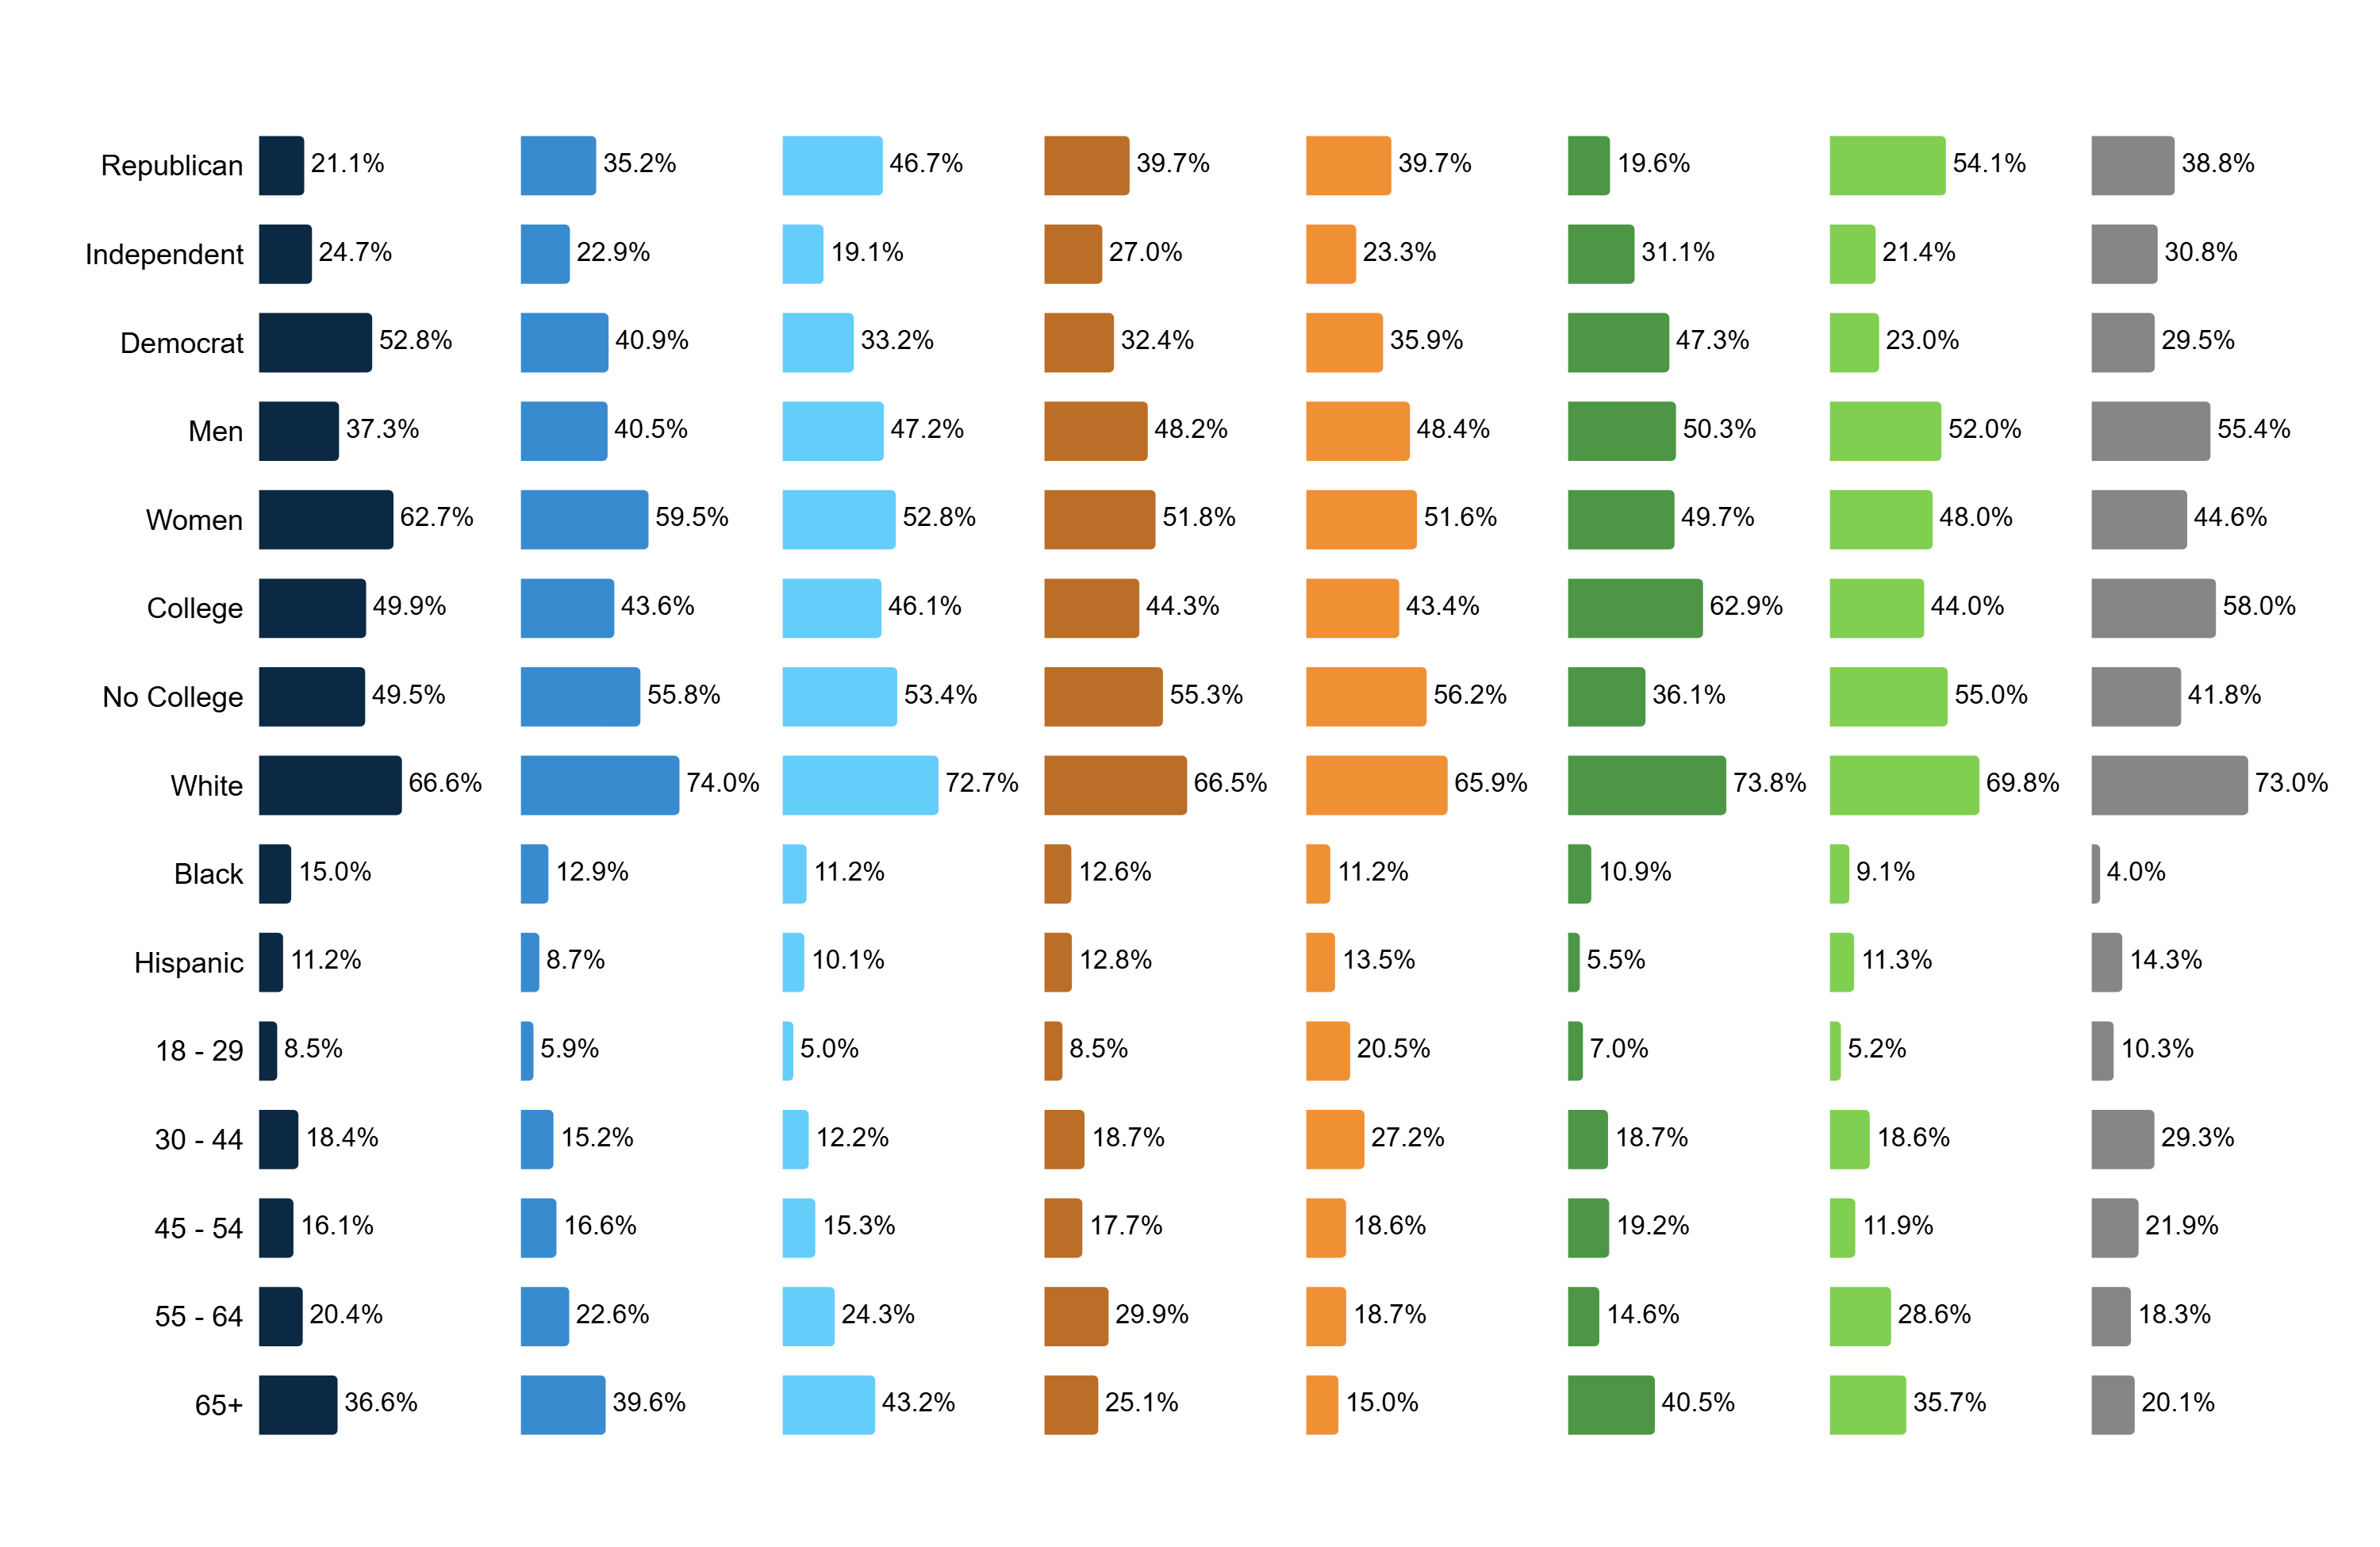 Republican 21.1% 35.2% 46.7% 39.7% 39.7% 19.6% 54.1% 38.8%
Independent 24.7% 22.9% 19.1% 27.0% 23.3% 31.1% 21.4% 30.8%
Democrat 52.8% 40.9% 33.2% 32.4% 35.9% 47.3% 23.0% 29.5%
Men 37.3% 40.5% 47.2% 48.2% 48.4% 50.3% 52.0% 55.4%
Women 62.7% 59.5% 52.8% 51.8% 51.6% 49.7% 48.0% 44.6%
College 49.9% 43.6% 46.1% 44.3% 43.4% 62.9% 44.0% 58.0%
No College 49.5% 55.8% 53.4% 55.3% 56.2% 36.1% 55.0% 41.8%
White 66.6% 74.0% 72.7% 66.5% 65.9% 73.8% 69.8% 73.0%
Black 15.0% 12.9% 11.2% 12.6% 11.2% 10.9% 9.1% 4.0%
Hispanic 11.2% 8.7% 10.1% 12.8% 13.5% 5.5% 11.3% 14.3%
18 - 29 8.5% 5.9% 5.0% 8.5% 20.5% 7.0% 5.2% 10.3%
30 - 44 18.4% 15.2% 12.2% 18.7% 27.2% 18.7% 18.6% 29.3%
45 - 54 16.1% 16.6% 15.3% 17.7% 18.6% 19.2% 11.9% 21.9%
55 - 64 20.4% 22.6% 24.3% 29.9% 18.7% 14.6% 28.6% 18.3%
65+ 36.6% 39.6% 43.2% 25.1% 15.0% 40.5% 35.7% 20.1%